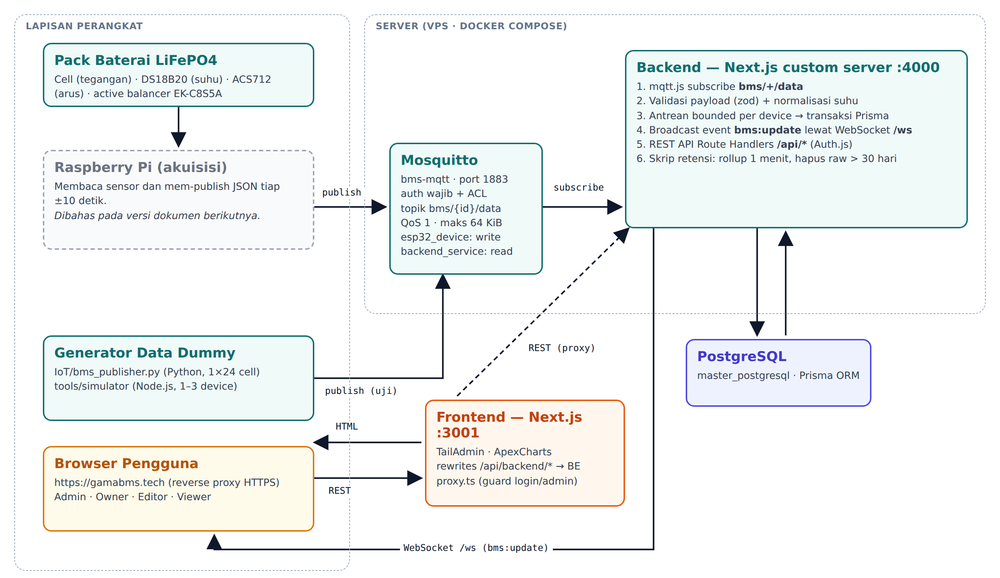 LAPISAN PERANGKAT
Pack Baterai LiFePO4
Cell (tegangan) · DS18B20 (suhu) · ACS712
(arus) · active balancer EK-C8S5A
Raspberry Pi (akuisisi)
Membaca sensor dan mem-publish JSON tiap
±10 detik.
Dibahas pada versi dokumen berikutnya.
publish
SERVER (VPS · DOCKER COMPOSE)
Mosquitto
bms-mqtt · port 1883
auth wajib + ACL
topik bms/{id}/data
QoS 1 · maks 64 KiB
esp32_device: write
backend_service: read
subscribe
Backend — Next.js custom server :4000
1. mqtt.js subscribe bms/+/data
2. Validasi payload (zod) + normalisasi suhu
3. Antrean bounded per device → transaksi Prisma
4. Broadcast event bms:update lewat WebSocket /ws
5. REST API Route Handlers /api/* (Auth.js)
6. Skrip retensi: rollup 1 menit, hapus raw > 30 hari
Generator Data Dummy
IoT/bms_publisher.py (Python, 1×24 cell)
tools/simulator (Node.js, 1–3 device)
publish (uji)
REST (proxy)
PostgreSQL
master_postgresql · Prisma ORM
HTML
Frontend — Next.js
:3001
TailAdmin · ApexCharts
rewrites /api/backend/* → BE
proxy.ts (guard login/admin)
Browser Pengguna
https://gamabms.tech (reverse proxy HTTPS)
Admin · Owner · Editor · Viewer
REST
WebSocket /ws (bms:update)